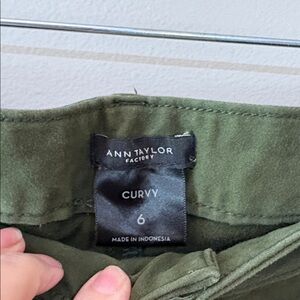 ANN TAYLOR
FACTORY
CURVY
6
MADE IN INDONESIA